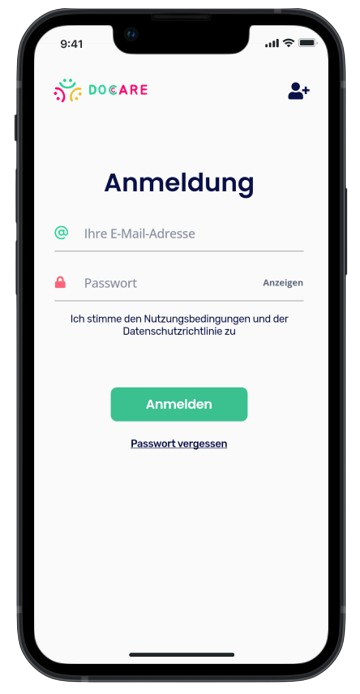 9:41
DOCCARE
Anmeldung
@ Ihre E-Mail-Adresse
Passwort Anzeigen
Ich stimme den Nutzungsbedingungen und der
Datenschutzrichtlinie zu
Anmelden
Passwort vergessen